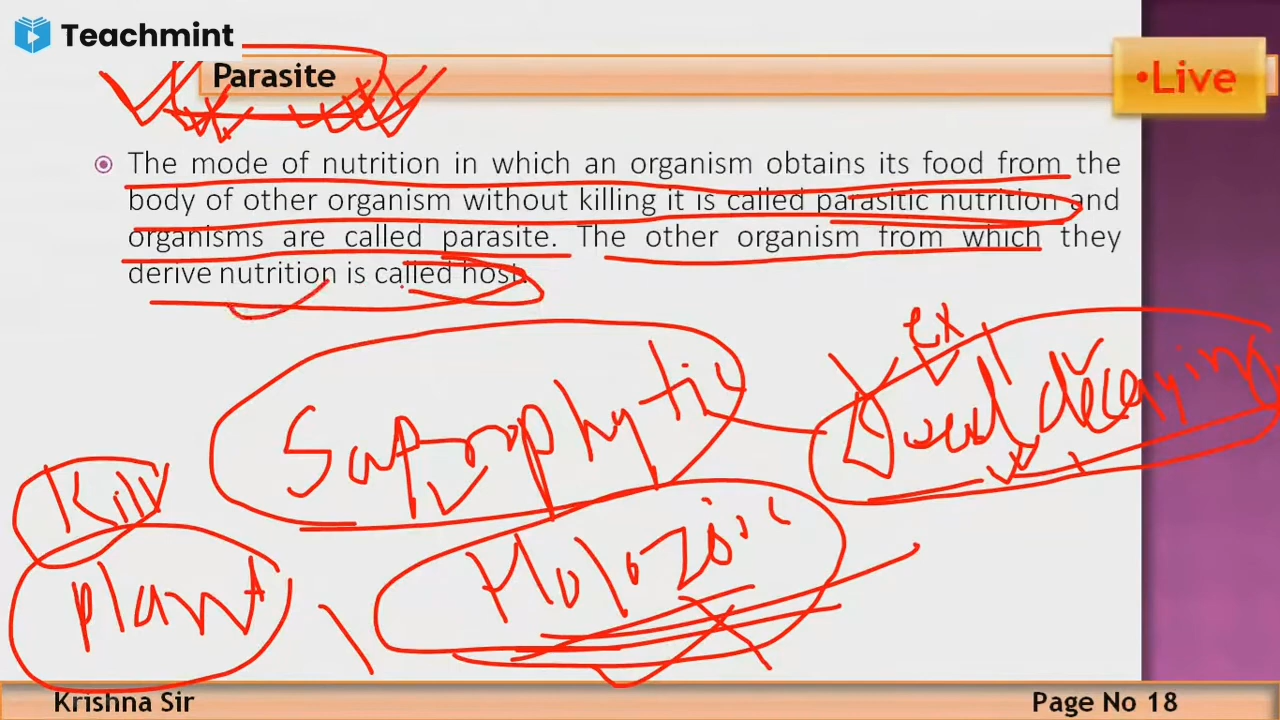 Teachmint
Parasite
•Live
The mode of nutrition in which an organism obtains its food from the
body of other organism without killing it is called parasitic nutrition and
organisms are called parasite. The other organism from which they
derive nutrition is called host.
ex
Saprophytic
Dead decaying
Kill
Holozoic
plant
Krishna Sir
Page No 18